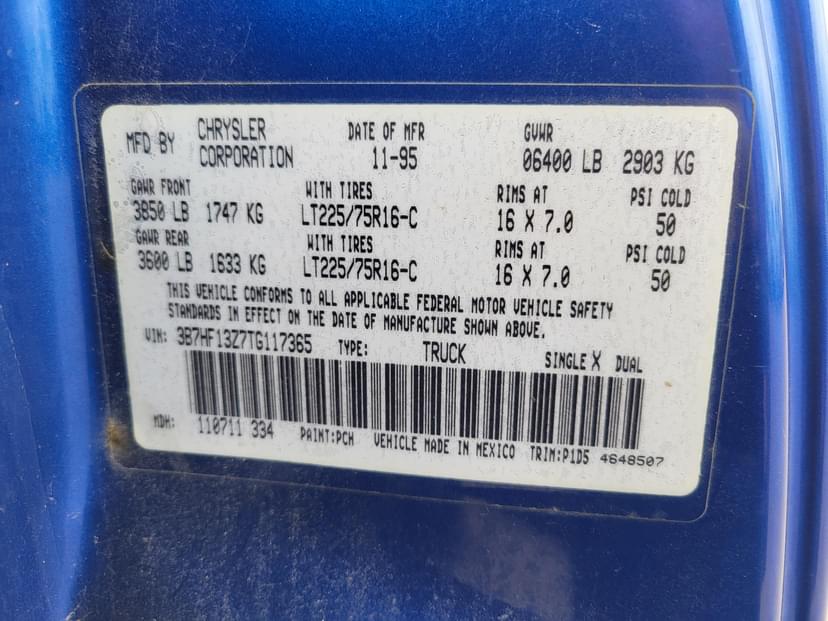 MFD BY CHRYSLER CORPORATION DATE OF MFR 11-95 GVWR 06400 LB 2903 KG
GAWR FRONT WITH TIRES RIMS AT PSI COLD
3850 LB 1747 KG LT225/75R16-C 16 X 7.0 50
GAWR REAR WITH TIRES RIMS AT PSI COLD
3600 LB 1633 KG LT225/75R16-C 16 X 7.0 50
THIS VEHICLE CONFORMS TO ALL APPLICABLE FEDERAL MOTOR VEHICLE SAFETY
STANDARDS IN EFFECT ON THE DATE OF MANUFACTURE SHOWN ABOVE.
VIN: 3B7HF13Z7TG117365 TYPE: TRUCK SINGLE X DUAL
MDH: 110711 334 PAINT:PCH VEHICLE MADE IN MEXICO TRIM:P1D5 4648507